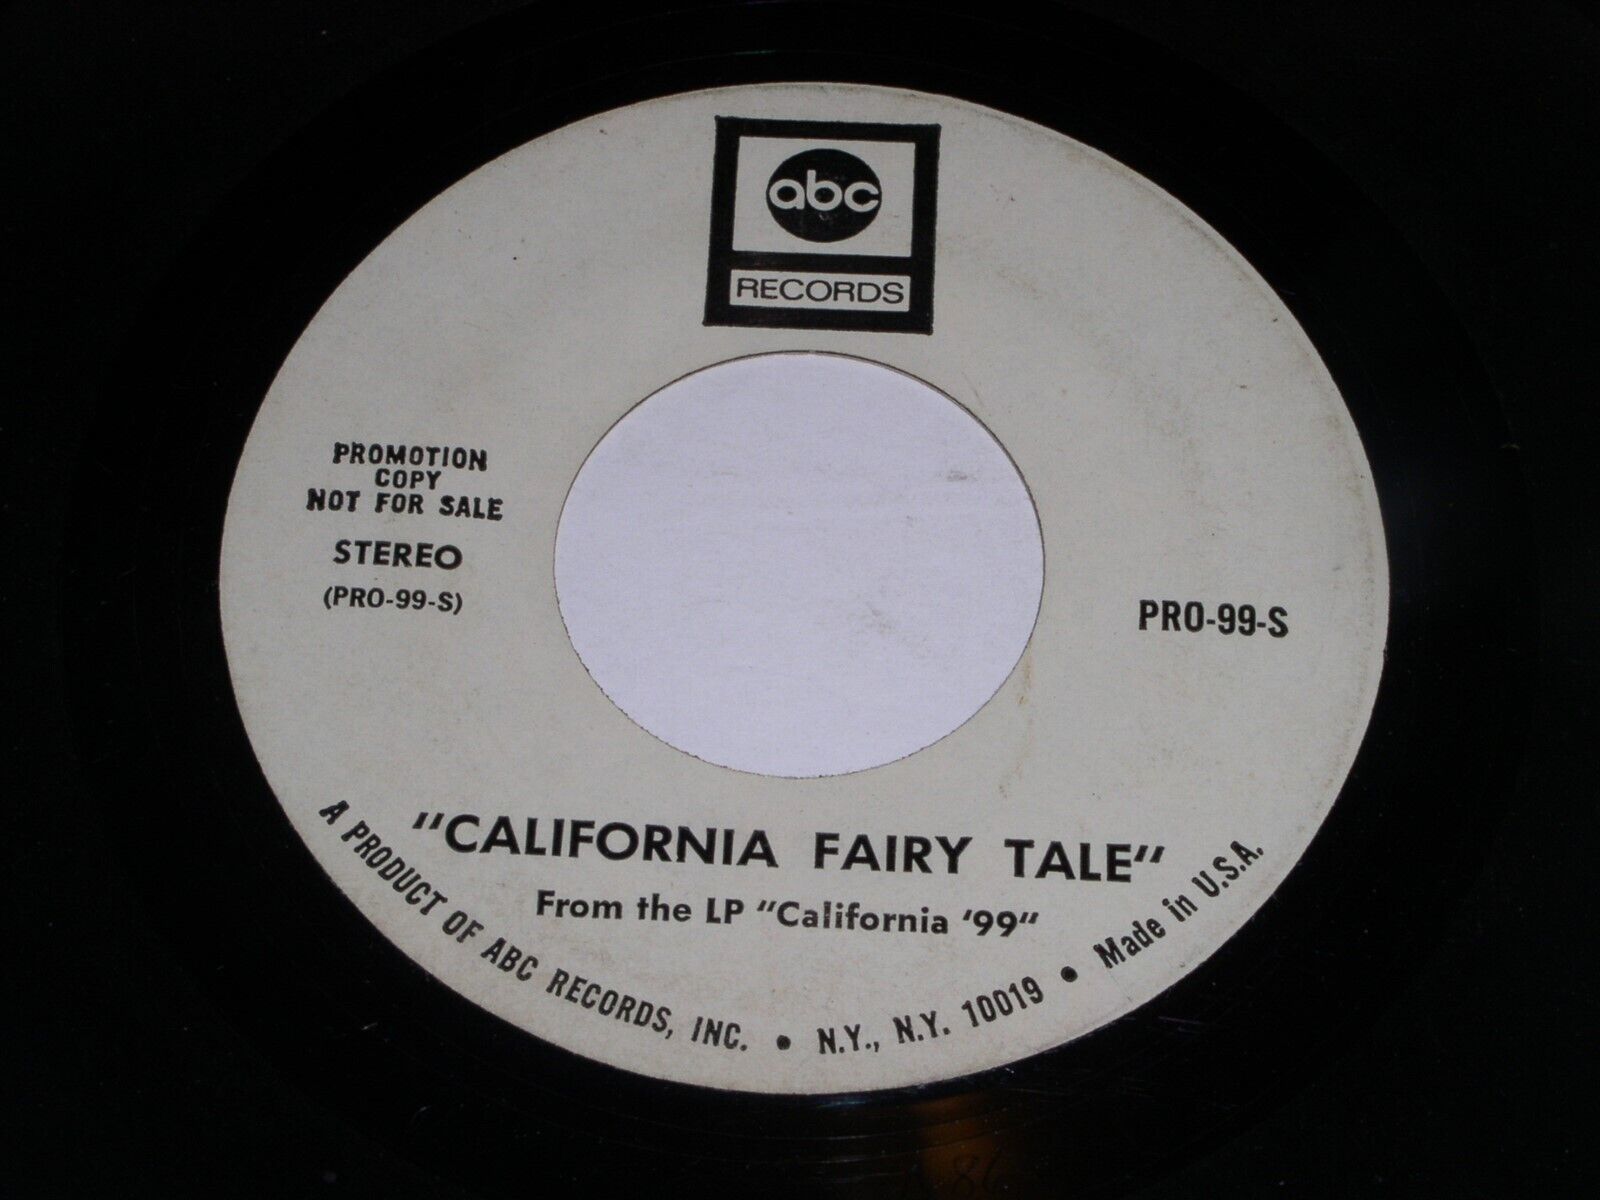 abc
RECORDS
PROMOTION
COPY
NOT FOR SALE
STEREO
(PRO-99-S)
PRO-99-S
"CALIFORNIA FAIRY TALE"
From the LP "California '99"
A PRODUCT OF ABC RECORDS, INC. • N.Y., N.Y. 10019 • Made in U.S.A.